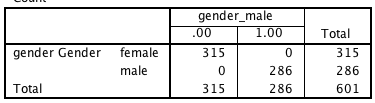 Count
gender_male
.00 1.00 Total
gender Gender female 315 0 315
male 0 286 286
Total 315 286 601